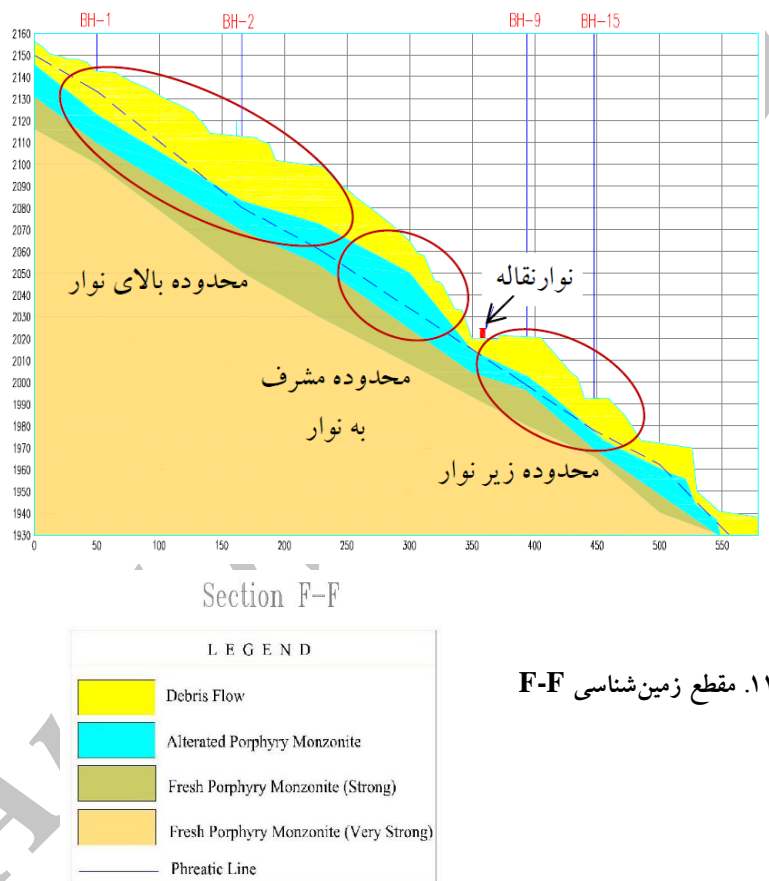 BH-1 BH-2 BH-9 BH-15
2160
2150
2140
2130
2120
2110
2100
2090
2080
2070
2060
2050
2040
2030
2020
2010
2000
1990
1980
1970
1960
1950
1940
1930
نوارنقاله
محدوده بالای نوار
محدوده مشرف
به نوار
محدوده زیر نوار
0 50 100 150 200 250 300 350 400 450 500 550
Section F-F
LEGEND
Debris Flow
Alterated Porphyry Monzonite
Fresh Porphyry Monzonite (Strong)
Fresh Porphyry Monzonite (Very Strong)
Phreatic Line
۱۱. مقطع زمین‌شناسی F-F